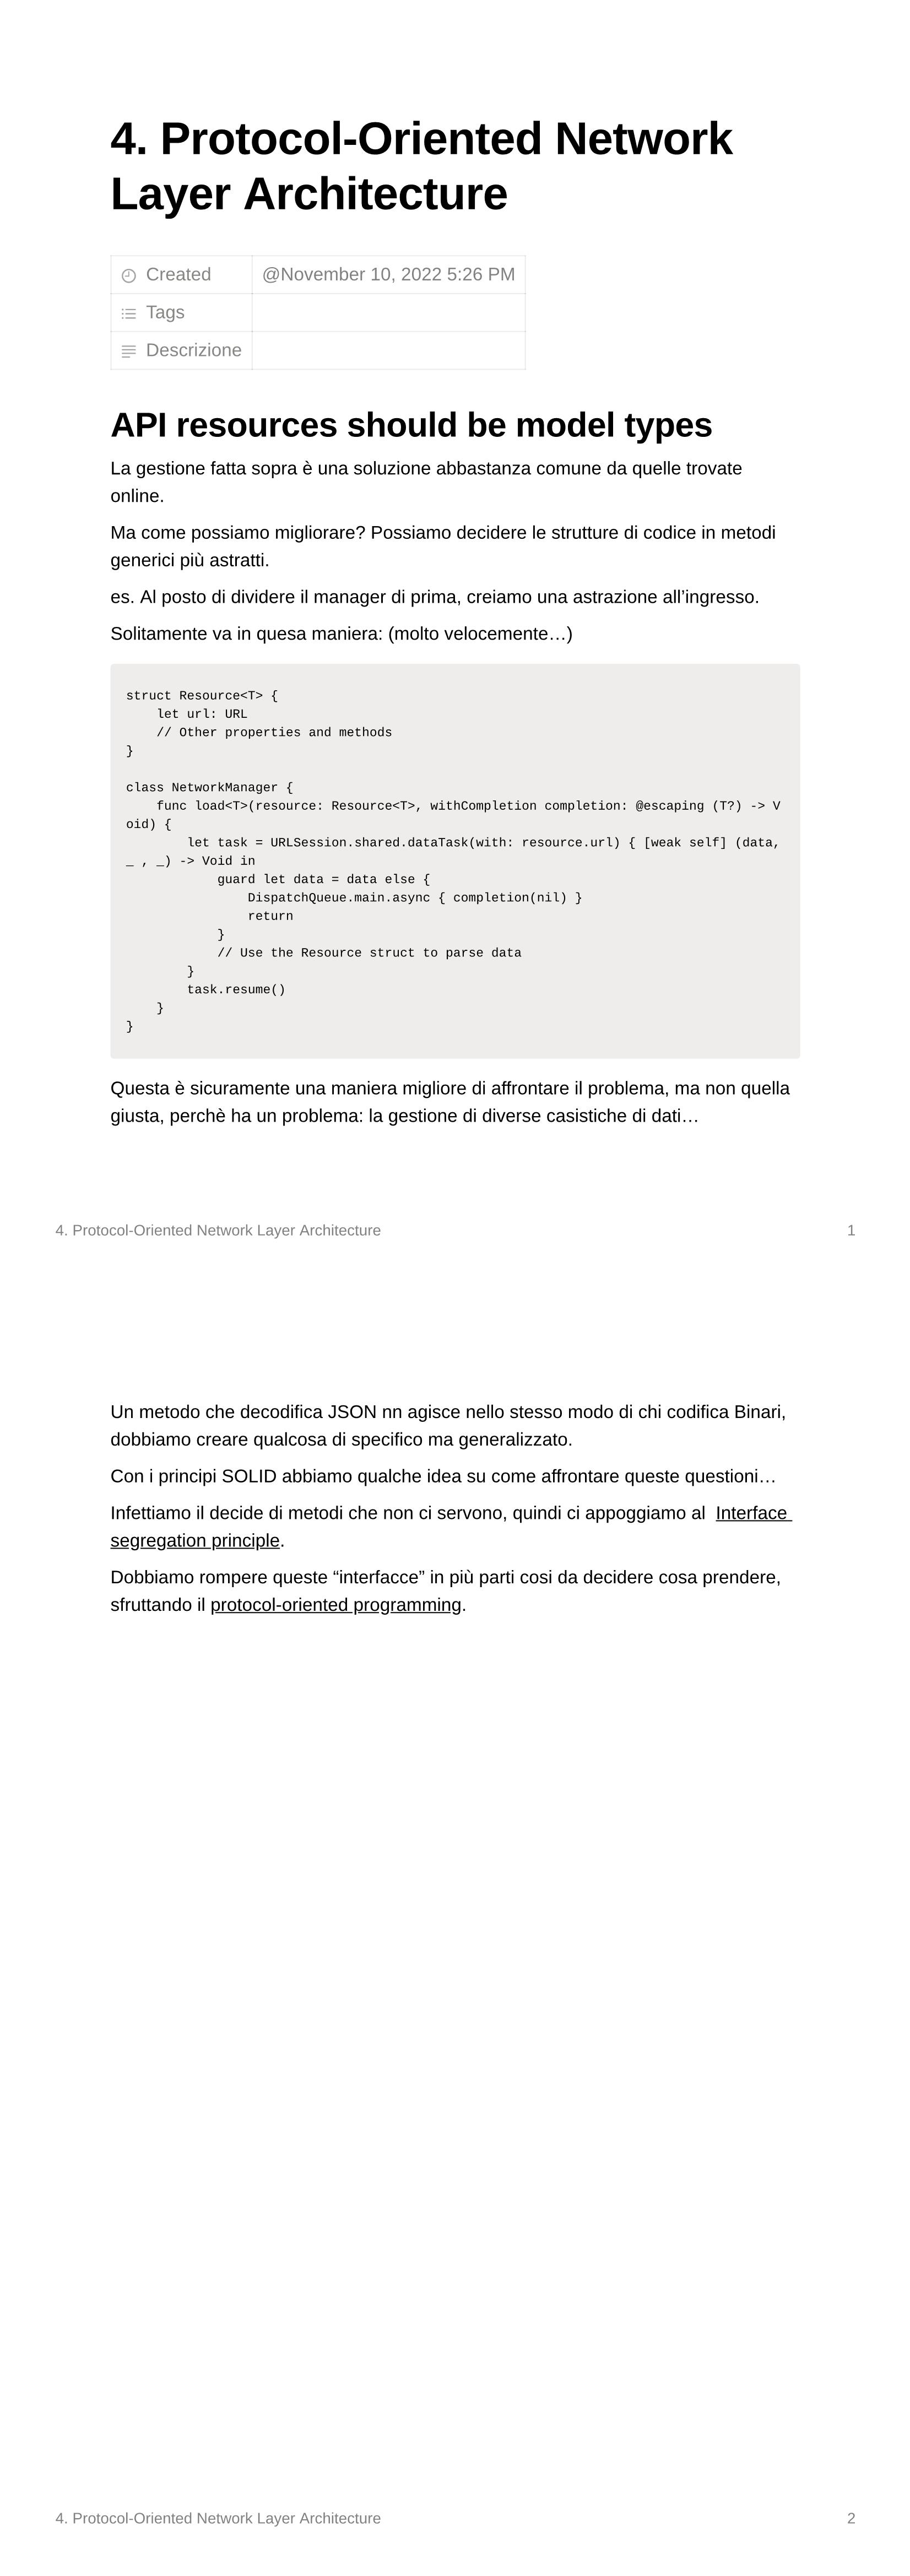 4. Protocol-Oriented Network
Layer Architecture
Created @November 10, 2022 5:26 PM
Tags
Descrizione
API resources should be model types
La gestione fatta sopra è una soluzione abbastanza comune da quelle trovate
online.
Ma come possiamo migliorare? Possiamo decidere le strutture di codice in metodi
generici più astratti.
es. Al posto di dividere il manager di prima, creiamo una astrazione all’ingresso.
Solitamente va in quesa maniera: (molto velocemente…)
struct Resource<T> {
    let url: URL
    // Other properties and methods
}
class NetworkManager {
    func load<T>(resource: Resource<T>, withCompletion completion: @escaping (T?) -> V
oid) {
        let task = URLSession.shared.dataTask(with: resource.url) { [weak self] (data,
_ , _) -> Void in
            guard let data = data else {
                DispatchQueue.main.async { completion(nil) }
                return
            }
            // Use the Resource struct to parse data
        }
        task.resume()
    }
}
Questa è sicuramente una maniera migliore di affrontare il problema, ma non quella
giusta, perchè ha un problema: la gestione di diverse casistiche di dati…
4. Protocol-Oriented Network Layer Architecture 1
Un metodo che decodifica JSON nn agisce nello stesso modo di chi codifica Binari,
dobbiamo creare qualcosa di specifico ma generalizzato.
Con i principi SOLID abbiamo qualche idea su come affrontare queste questioni…
Infettiamo il decide di metodi che non ci servono, quindi ci appoggiamo al  Interface
segregation principle.
Dobbiamo rompere queste “interfacce” in più parti cosi da decidere cosa prendere,
sfruttando il protocol-oriented programming.
4. Protocol-Oriented Network Layer Architecture 2